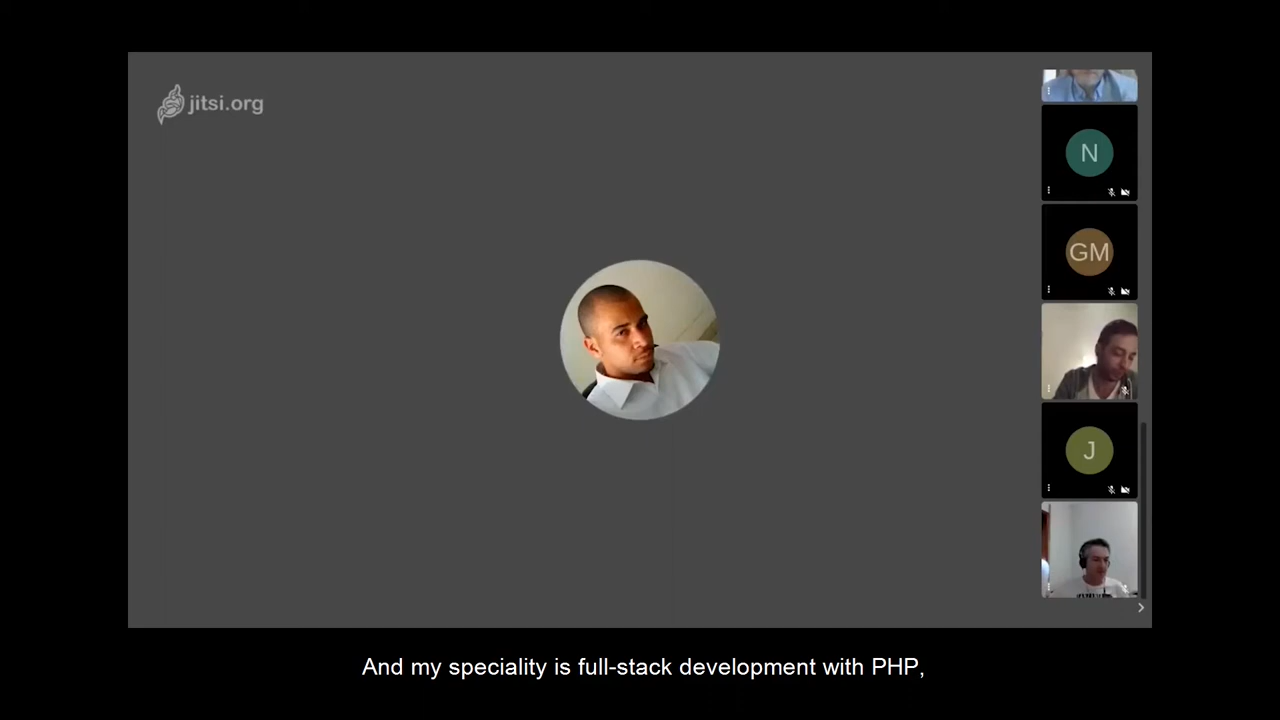 jitsi.org
N
GM
J
And my speciality is full-stack development with PHP,